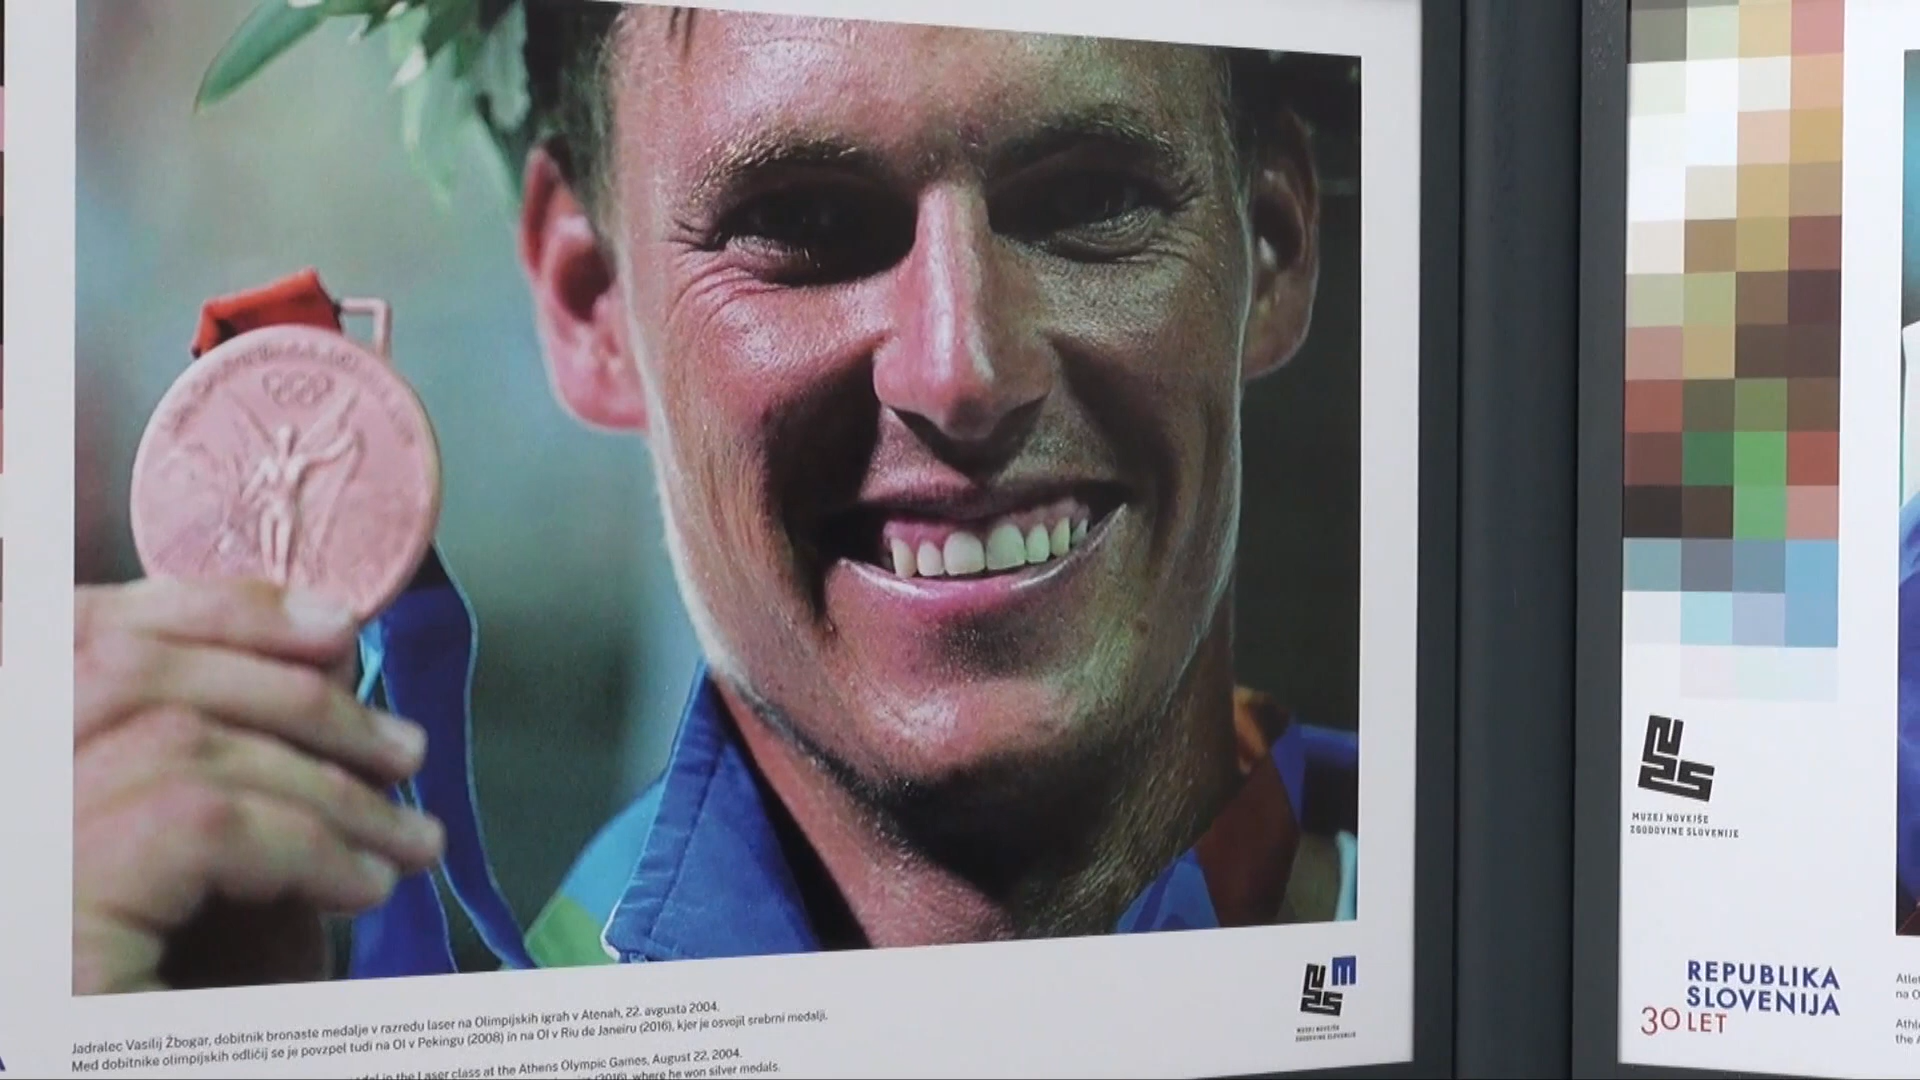 Jadralec Vasilij Žbogar, dobitnik bronaste medalje v razredu laser na Olimpijskih igrah v Atenah, 22. avgusta 2004.
Med dobitnike olimpijskih odličij se je povzpel tudi na OI v Pekingu (2008) in na OI v Riu de Janeiru (2016), kjer je osvojil srebrni medalji.
in the Laser class at the Athens Olympic Games, August 22, 2004.
(2016), where he won silver medals.
MUZEJ NOVEJŠE
ZGODOVINE SLOVENIJE
MUZEJ NOVEJŠE
ZGODOVINE SLOVENIJE
REPUBLIKA
SLOVENIJA
30 LET
na O
the A